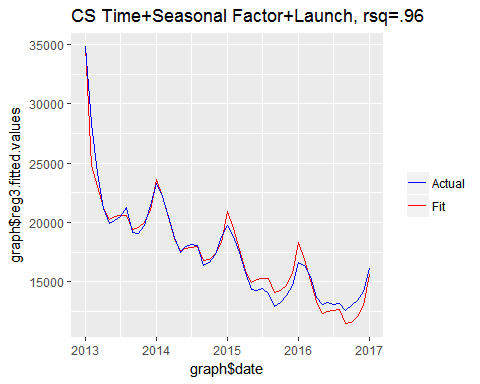 CS Time+Seasonal Factor+Launch, rsq=.96
35000
30000
25000
20000
15000
graph$reg3.fitted.values
2013
2014
2015
2016
2017
graph$date
Actual
Fit